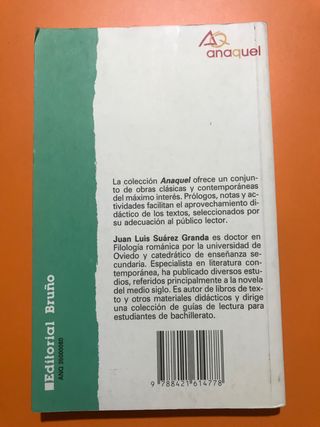 AQ
anaquel
La colección Anaquel ofrece un conjun-
to de obras clásicas y contemporáneas
del máximo interés. Prólogos, notas y ac-
tividades facilitan el aprovechamiento di-
dáctico de los textos, seleccionados por
su adecuación al público lector.
Juan Luis Suárez Granda es doctor en
Filología románica por la universidad de
Oviedo y catedrático de enseñanza se-
cundaria. Especialista en literatura con-
temporánea, ha publicado diversos estu-
dios, referidos principalmente a la novela
del medio siglo. Es autor de libros de tex-
to y otros materiales didácticos y dirige
una colección de guías de lectura para
estudiantes de bachillerato.
Editorial Bruño
ANQ 20000080
9 788421 614778